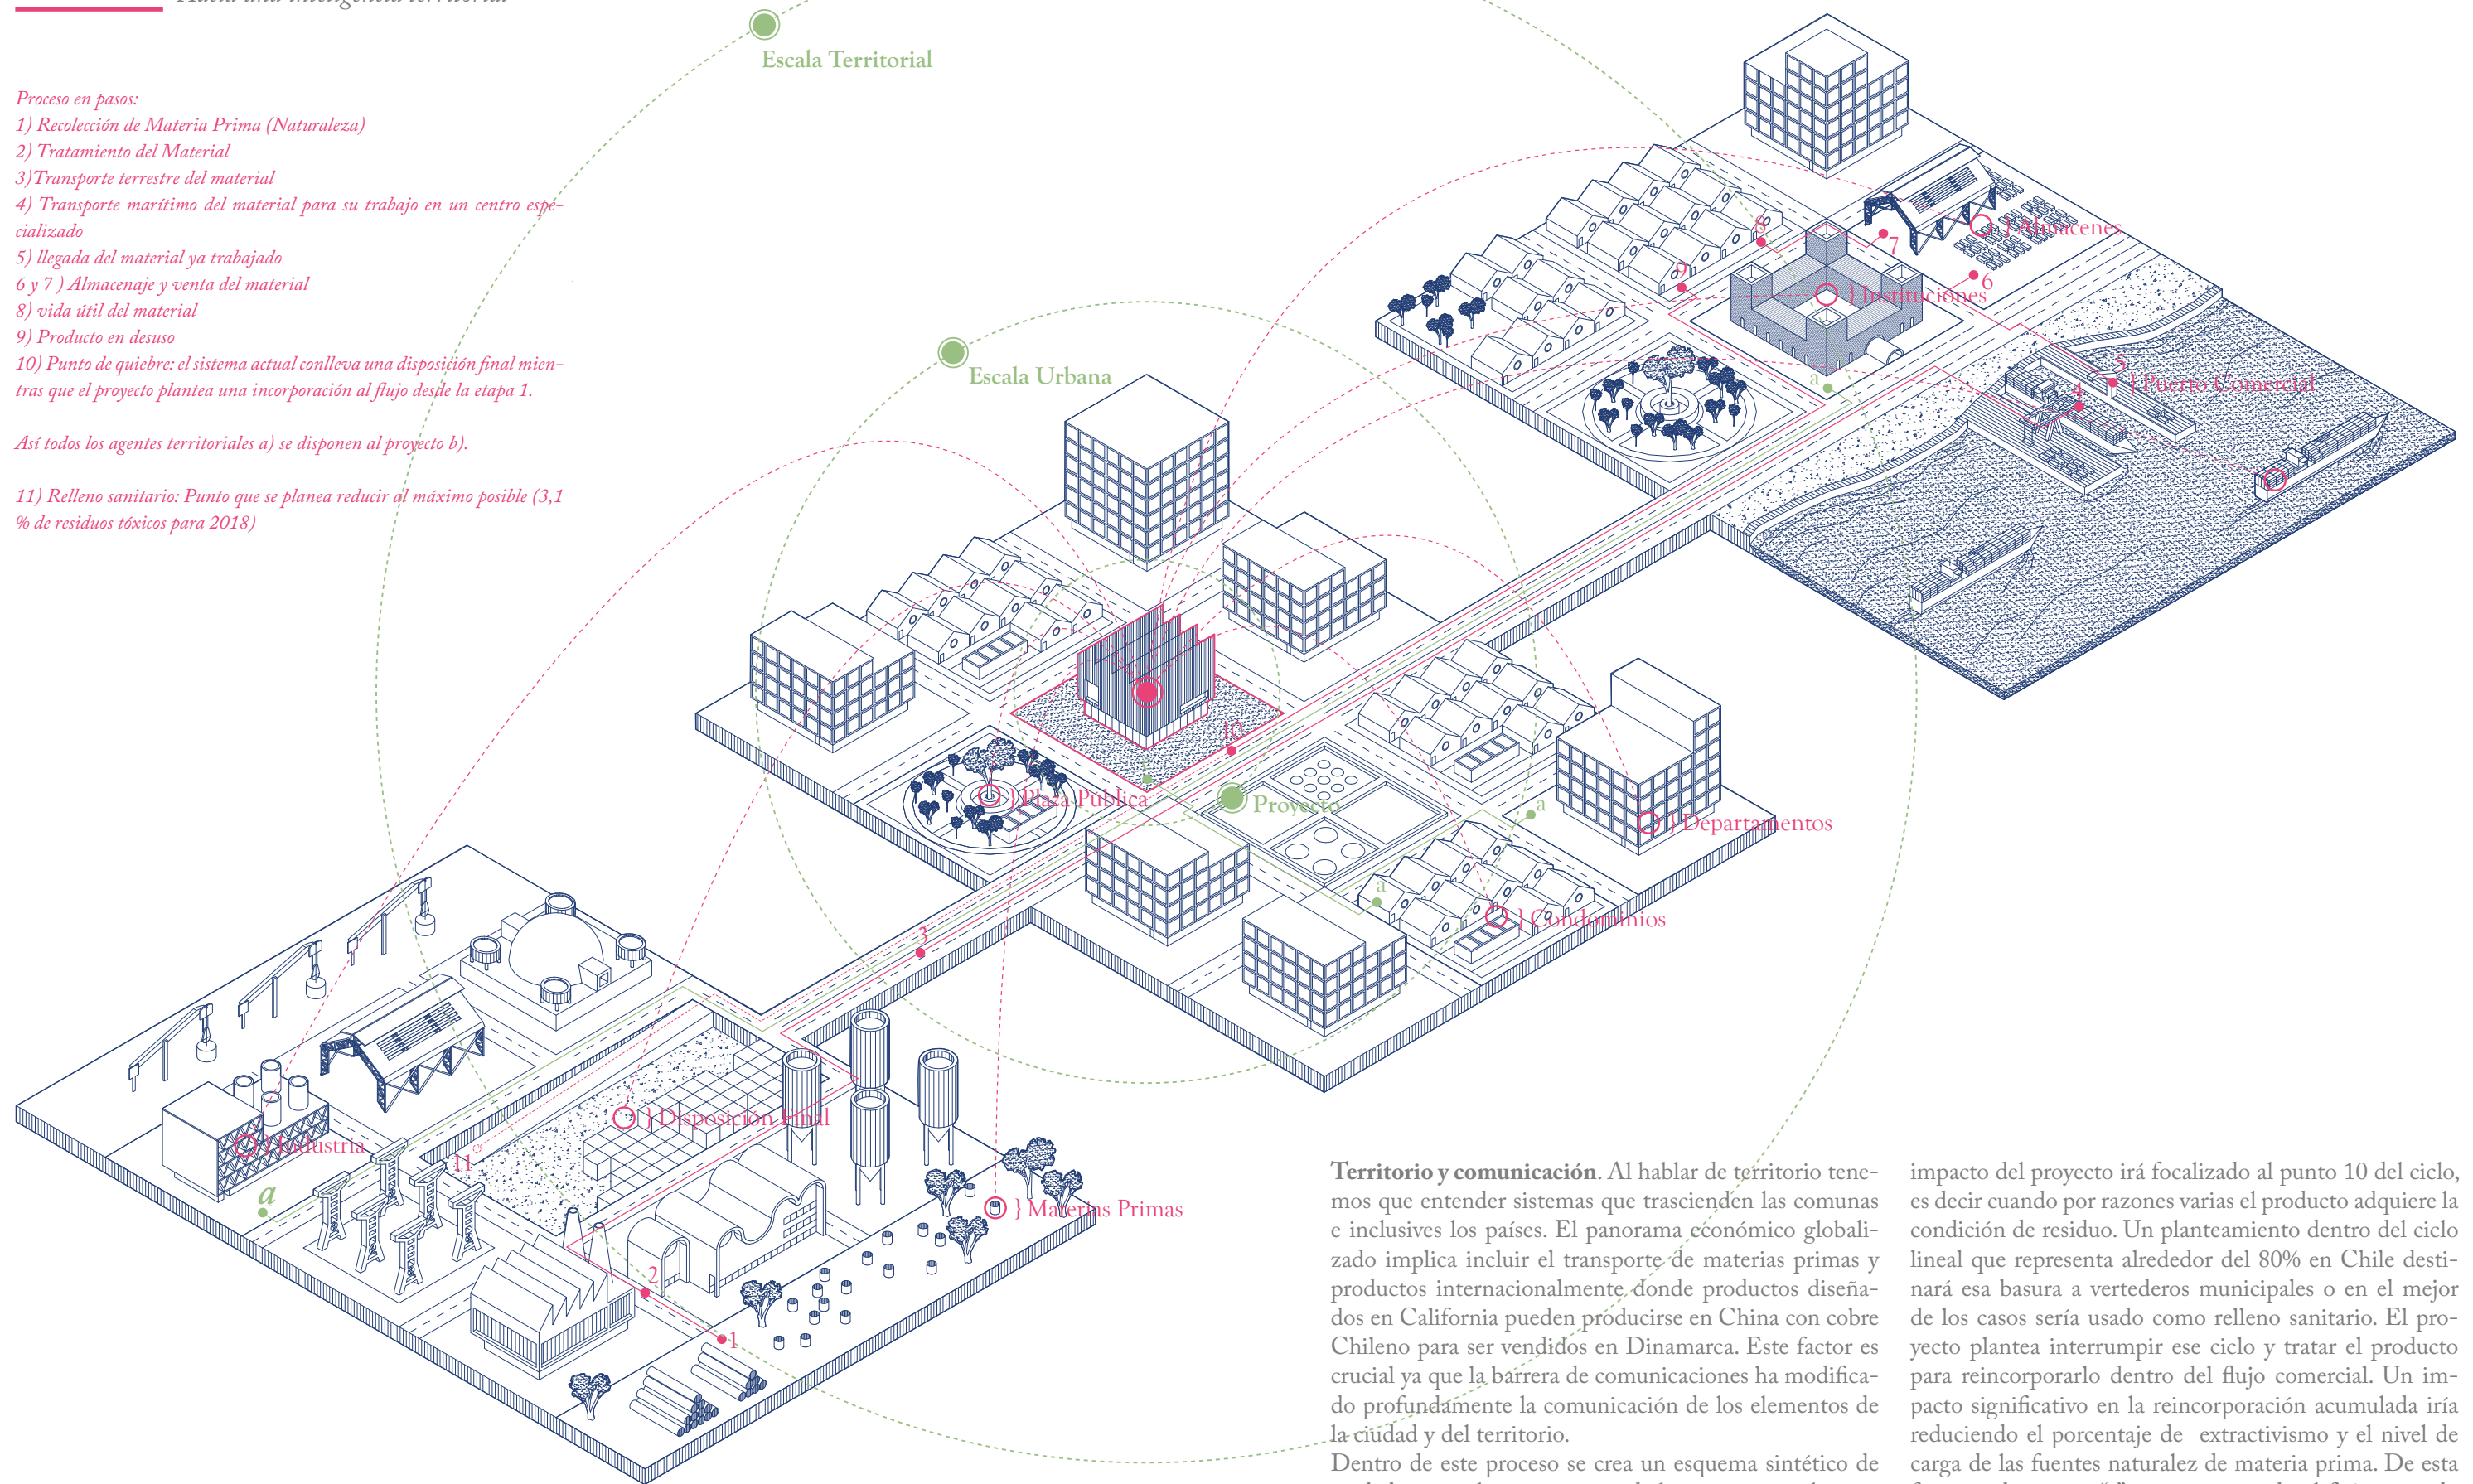 Hacia una inteligencia territorial
Proceso en pasos:
1) Recolección de Materia Prima (Naturaleza)
2) Tratamiento del Material
3)Transporte terrestre del material
4) Transporte marítimo del material para su trabajo en un centro espe-
cializado
5) llegada del material ya trabajado
6 y 7 ) Almacenaje y venta del material
8) vida útil del material
9) Producto en desuso
10) Punto de quiebre: el sistema actual conlleva una disposición final mien-
tras que el proyecto plantea una incorporación al flujo desde la etapa 1.
Así todos los agentes territoriales a) se disponen al proyecto b).
11) Relleno sanitario: Punto que se planea reducir al máximo posible (3,1
% de residuos tóxicos para 2018)
Escala Territorial
Escala Urbana
8
7
} Almacenes
9
6
} Instituciones
a
5
} Puerto Comercial
4
10
} Plaza Pública
Proyecto
a
} Departamentos
a
} Condominios
3
} Disposición Final
} Industria
11
a
} Materias Primas
2
1
Territorio y comunicación. Al hablar de territorio tene-
mos que entender sistemas que trascienden las comunas
e inclusives los países. El panorama económico globali-
zado implica incluir el transporte de materias primas y
productos internacionalmente donde productos diseña-
dos en California pueden producirse en China con cobre
Chileno para ser vendidos en Dinamarca. Este factor es
crucial ya que la barrera de comunicaciones ha modifica-
do profundamente la comunicación de los elementos de
la ciudad y del territorio.
Dentro de este proceso se crea un esquema sintético de
impacto del proyecto irá focalizado al punto 10 del ciclo,
es decir cuando por razones varias el producto adquiere la
condición de residuo. Un planteamiento dentro del ciclo
lineal que representa alrededor del 80% en Chile desti-
nará esa basura a vertederos municipales o en el mejor
de los casos sería usado como relleno sanitario. El pro-
yecto plantea interrumpir ese ciclo y tratar el producto
para reincorporarlo dentro del flujo comercial. Un im-
pacto significativo en la reincorporación acumulada iría
reduciendo el porcentaje de extractivismo y el nivel de
carga de las fuentes naturalez de materia prima. De esta